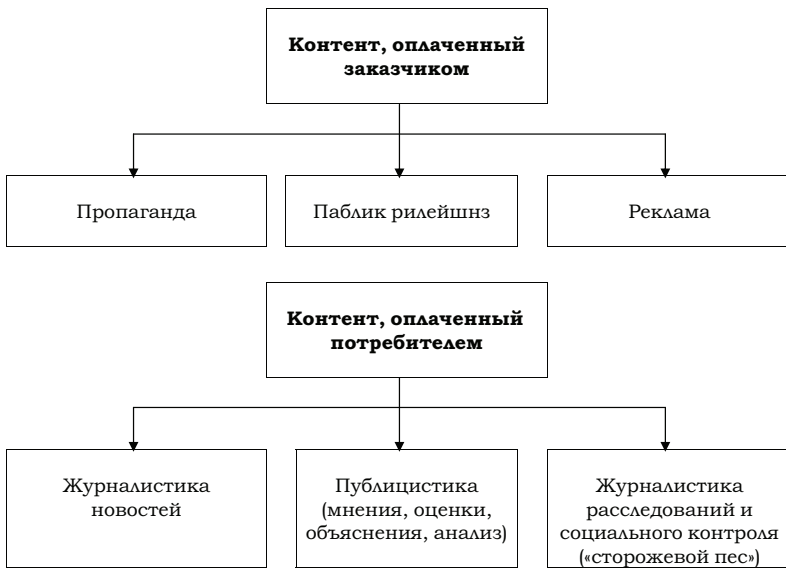 Контент, оплаченный
заказчиком
Пропаганда
Паблик рилейшнз
Реклама
Контент, оплаченный
потребителем
Журналистика
новостей
Публицистика
(мнения, оценки,
объяснения, анализ)
Журналистика
расследований и
социального контроля
(«сторожевой пес»)